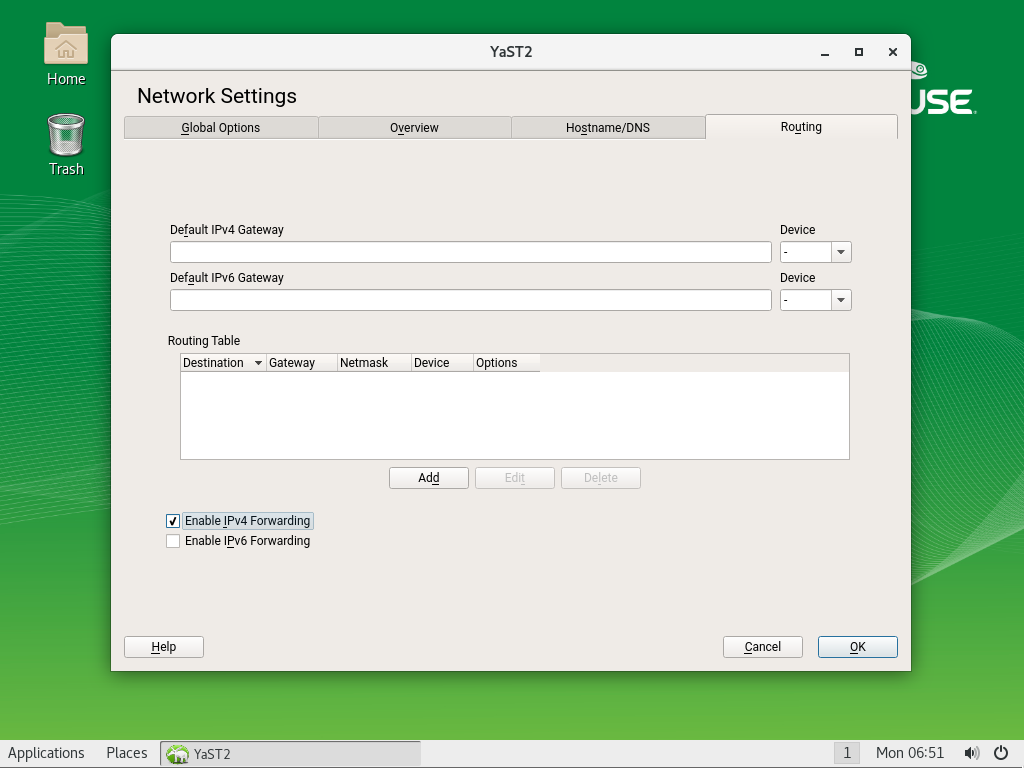 Home
Trash
YaST2
USE.
Network Settings
Global Options
Overview
Hostname/DNS
Routing
Default IPv4 Gateway
Device
-
Default IPv6 Gateway
Device
-
Routing Table
Destination
Gateway
Netmask
Device
Options
Add
Edit
Delete
Enable IPv4 Forwarding
Enable IPv6 Forwarding
Help
Cancel
OK
Applications
Places
YaST2
1
Mon 06:51